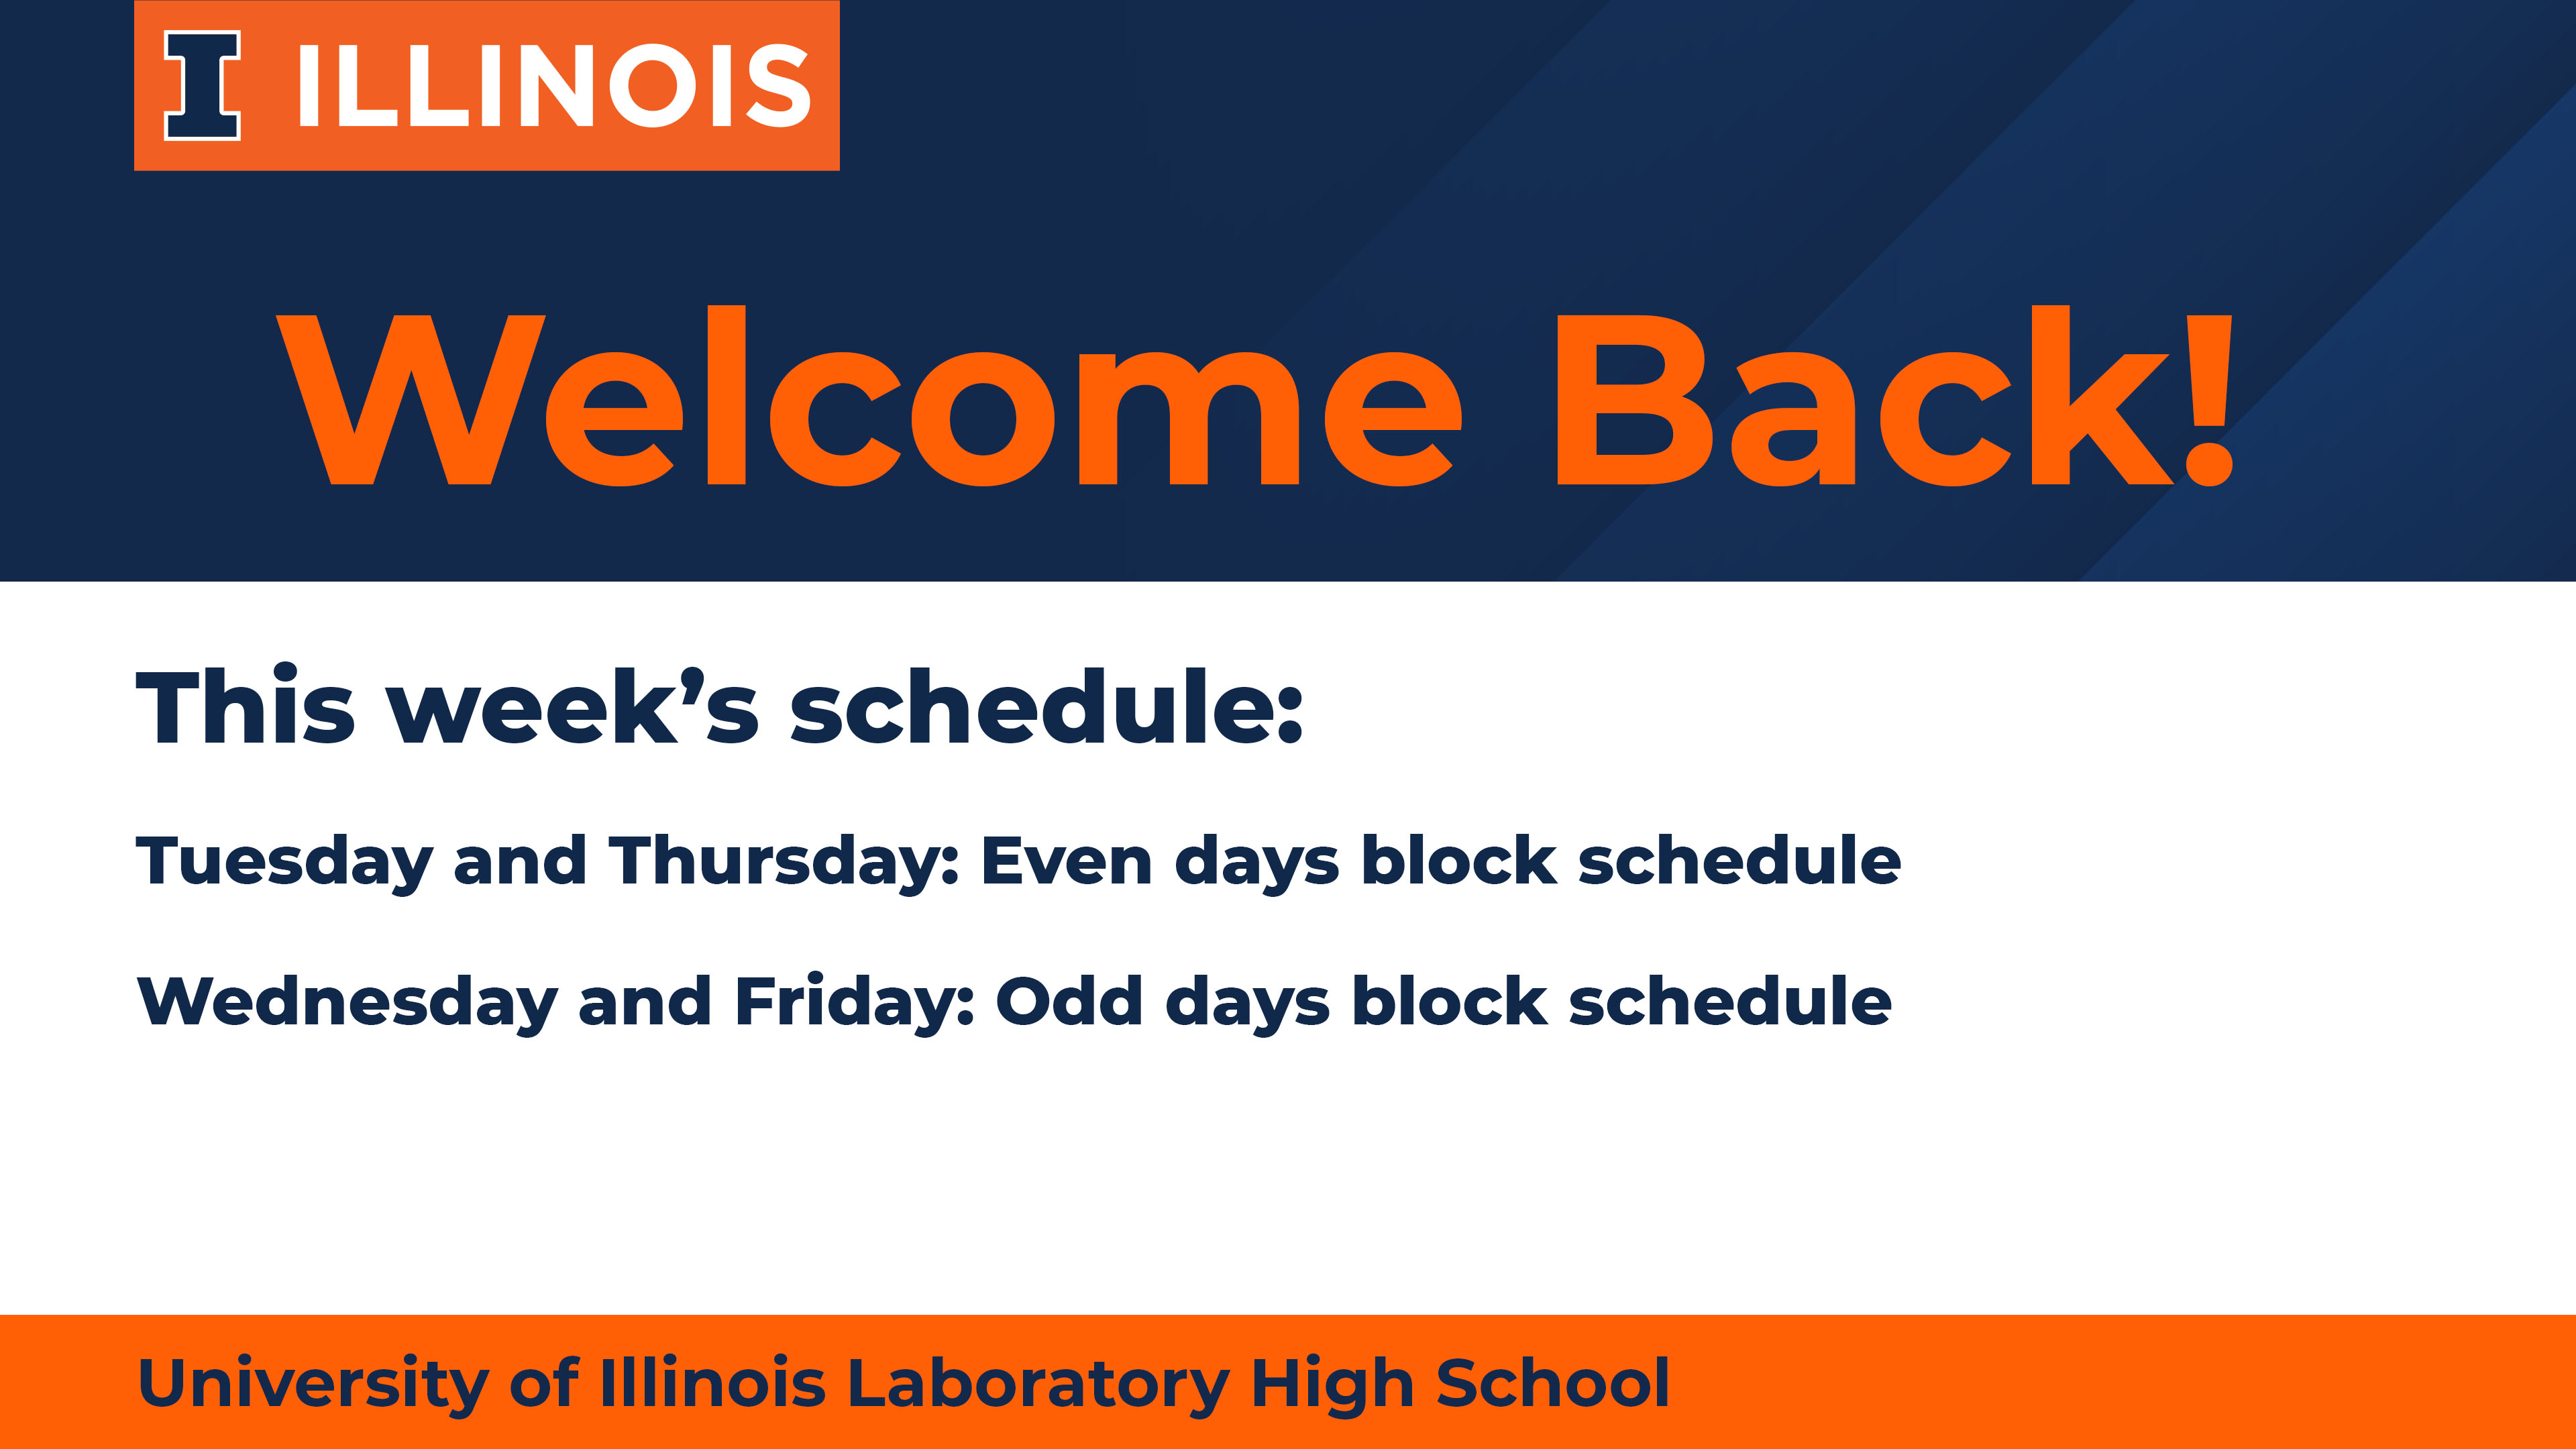 I ILLINOIS
Welcome Back!
This week’s schedule:
Tuesday and Thursday: Even days block schedule
Wednesday and Friday: Odd days block schedule
University of Illinois Laboratory High School